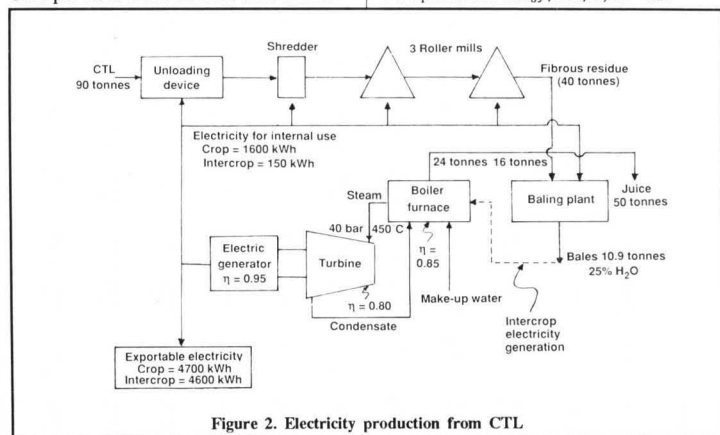 Shredder
3 Roller mills
CTL
90 tonnes
Unloading
device
Fibrous residue
(40 tonnes)
Electricity for internal use
Crop = 1600 kWh
Intercrop = 150 kWh
24 tonnes 16 tonnes
Steam
Boiler
furnace
Baling plant
Juice
50 tonnes
40 bar 450 C
η =
0.85
Electric
generator
η = 0.95
Turbine
η = 0.80
Bales 10.9 tonnes
25% H₂O
Make-up water
Condensate
Intercrop
electricity
generation
Exportable electricity
Crop = 4700 kWh
Intercrop = 4600 kWh
Figure 2. Electricity production from CTL